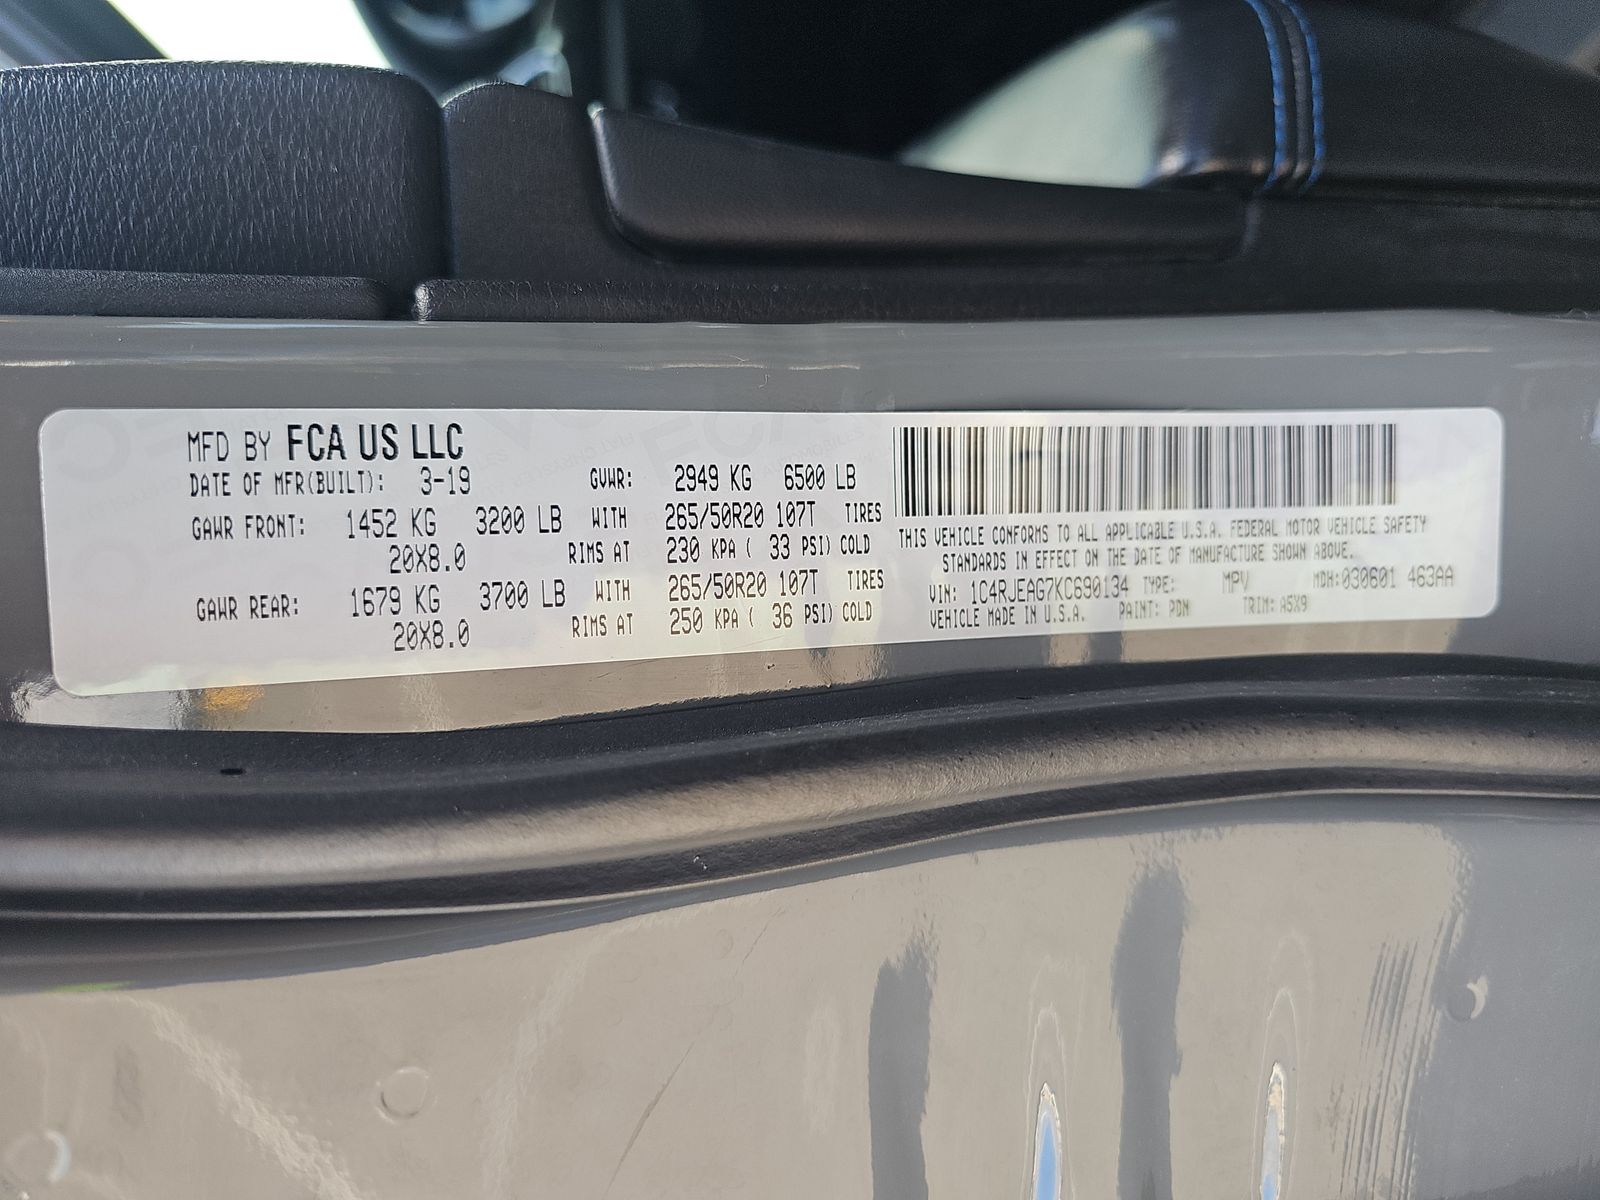 MFD BY FCA US LLC
DATE OF MFR(BUILT): 3-19 GVWR: 2949 KG 6500 LB
GAWR FRONT: 1452 KG 3200 LB WITH 265/50R20 107T TIRES
20X8.0 RIMS AT 230 KPA ( 33 PSI) COLD
GAWR REAR: 1679 KG 3700 LB WITH 265/50R20 107T TIRES
20X8.0 RIMS AT 250 KPA ( 36 PSI) COLD
THIS VEHICLE CONFORMS TO ALL APPLICABLE U.S.A. FEDERAL MOTOR VEHICLE SAFETY
STANDARDS IN EFFECT ON THE DATE OF MANUFACTURE SHOWN ABOVE.
VIN: 1C4RJEAG7KC690134 TYPE: MPV MDH:030601 463AA
VEHICLE MADE IN U.S.A. PAINT: PDN TRIM: A5X9